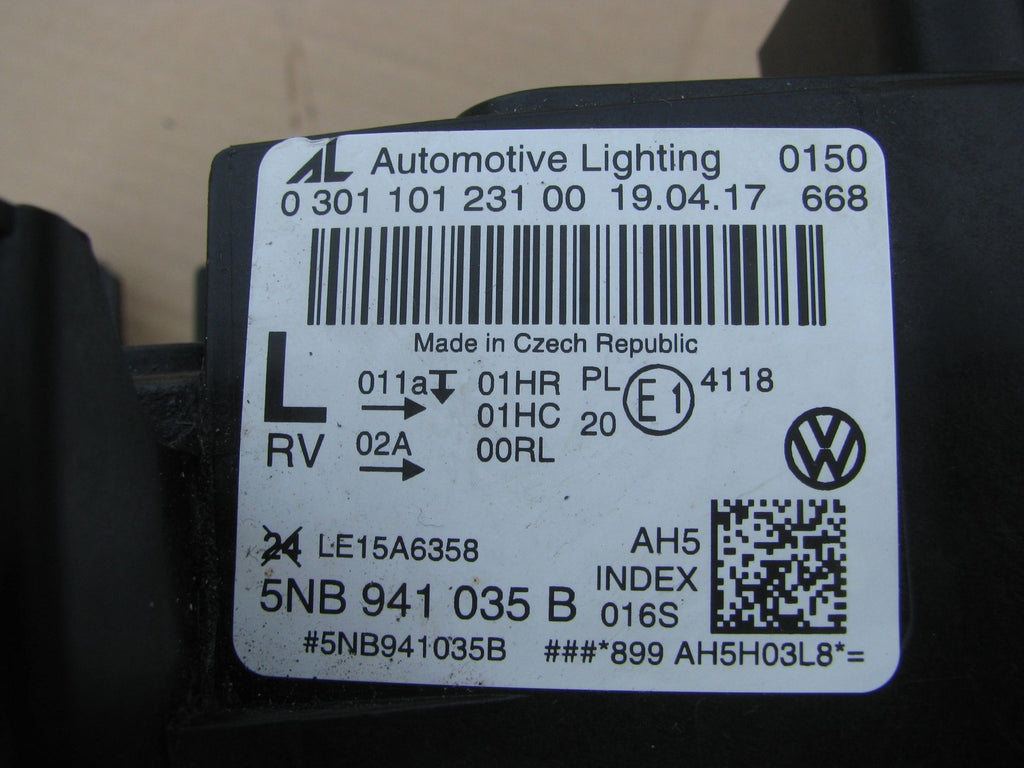 AL Automotive Lighting 0150
0 301 101 231 00 19.04.17 668
Made in Czech Republic
L 011a 01HR PL E1 4118
01HC 20
RV 02A 00RL
VW
24 LE15A6358 AH5
5NB 941 035 B INDEX
016S
#5NB941035B ###*899 AH5H03L8*=